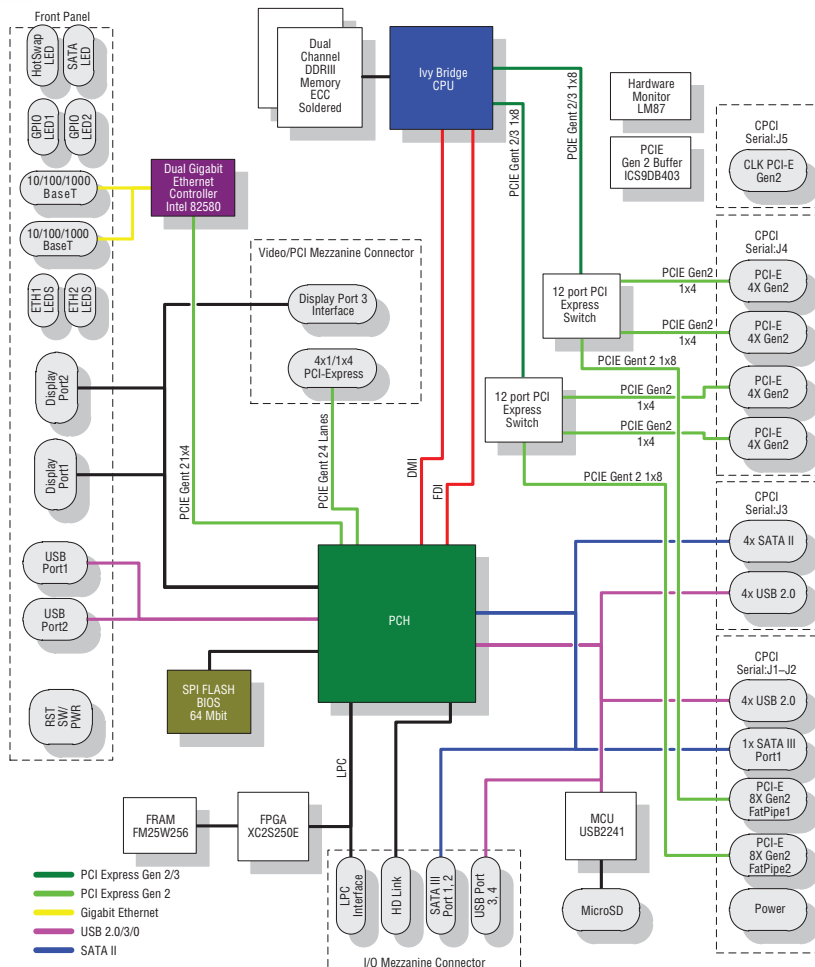 Front Panel
HotSwap
LED
SATA
LED
GPIO
LED1
GPIO
LED2
10/100/1000
BaseT
10/100/1000
BaseT
ETH1
LEDS
ETH2
LEDS
Display
Port2
Display
Port1
USB
Port1
USB
Port2
RST
SW/
PWR
Dual Gigabit
Ethernet
Controller
Intel 82580
Dual
Channel
DDRIII
Memory
ECC
Soldered
Ivy Bridge
CPU
PCIE Gent 2/3 1x8
PCIE Gent 2/3 1x8
Hardware
Monitor
LM87
PCIE
Gen 2 Buffer
ICS9DB403
Video/PCI Mezzanine Connector
Display Port 3
Interface
4x1/1x4
PCI-Express
PCIE Gent 21x4
PCIE Gent 24 Lanes
DMI
FDI
12 port PCI
Express
Switch
12 port PCI
Express
Switch
PCIE Gen2
1x4
PCIE Gen2
1x4
PCIE Gent 2 1x8
PCIE Gen2
1x4
PCIE Gen2
1x4
PCIE Gent 2 1x8
CPCI
Serial:J5
CLK PCI-E
Gen2
CPCI
Serial:J4
PCI-E
4X Gen2
PCI-E
4X Gen2
PCI-E
4X Gen2
PCI-E
4X Gen2
CPCI
Serial:J3
4x SATA II
4x USB 2.0
CPCI
Serial:J1–J2
4x USB 2.0
1x SATA III
Port1
PCI-E
8X Gen2
FatPipe1
PCI-E
8X Gen2
FatPipe2
Power
PCH
SPI FLASH
BIOS
64 Mbit
LPC
FRAM
FM25W256
FPGA
XC2S250E
MCU
USB2241
MicroSD
LPC
Interface
HD Link
SATA III
Port 1, 2
USB Port
3, 4
I/O Mezzanine Connector
PCI Express Gen 2/3
PCI Express Gen 2
Gigabit Ethernet
USB 2.0/3/0
SATA II